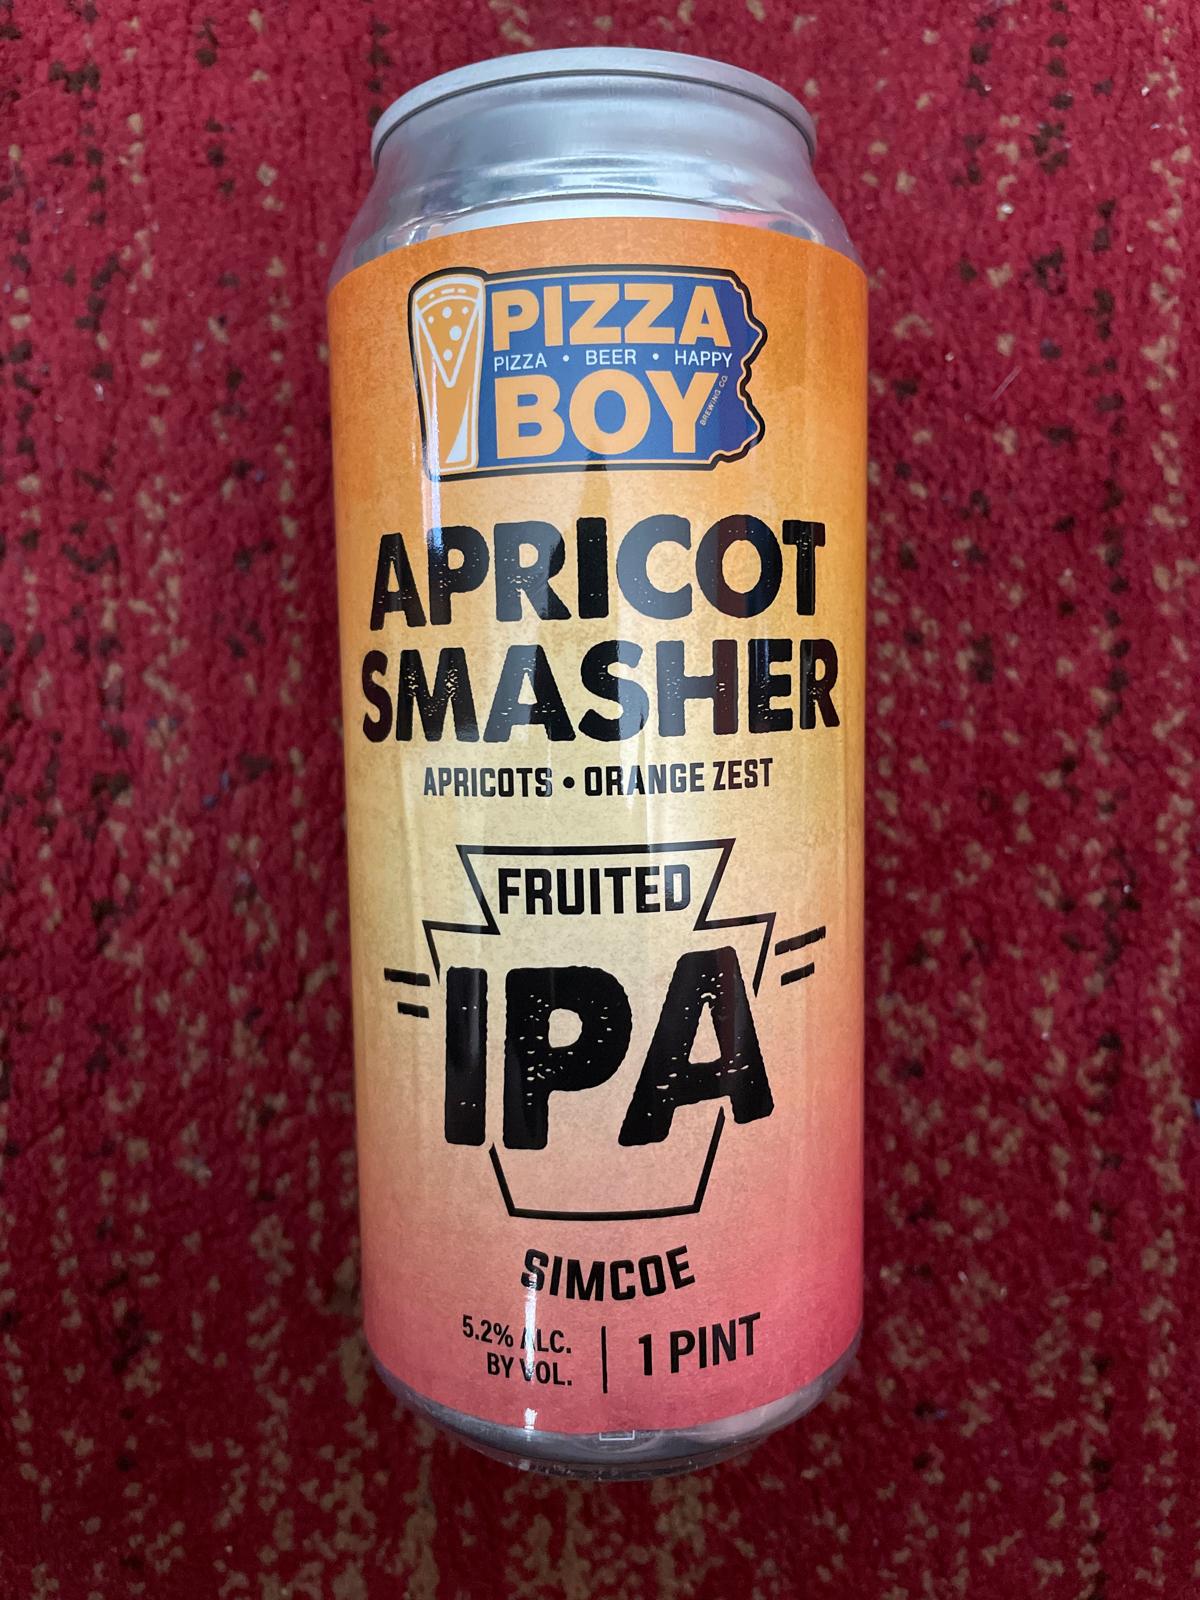 PIZZA
PIZZA • BEER • HAPPY
BOY
BREWING CO.
APRICOT
SMASHER
APRICOTS • ORANGE ZEST
FRUITED
IPA
SIMCOE
5.2% ALC.
BY VOL.
1 PINT